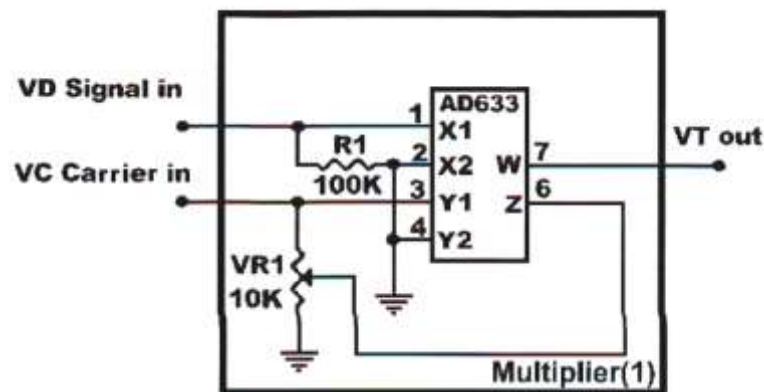 VD Signal in
VC Carrier in
AD633
1
X1
R1
100K
2
X2
3
Y1
4
Y2
W
7
Z
6
VT out
VR1
10K
Multiplier(1)